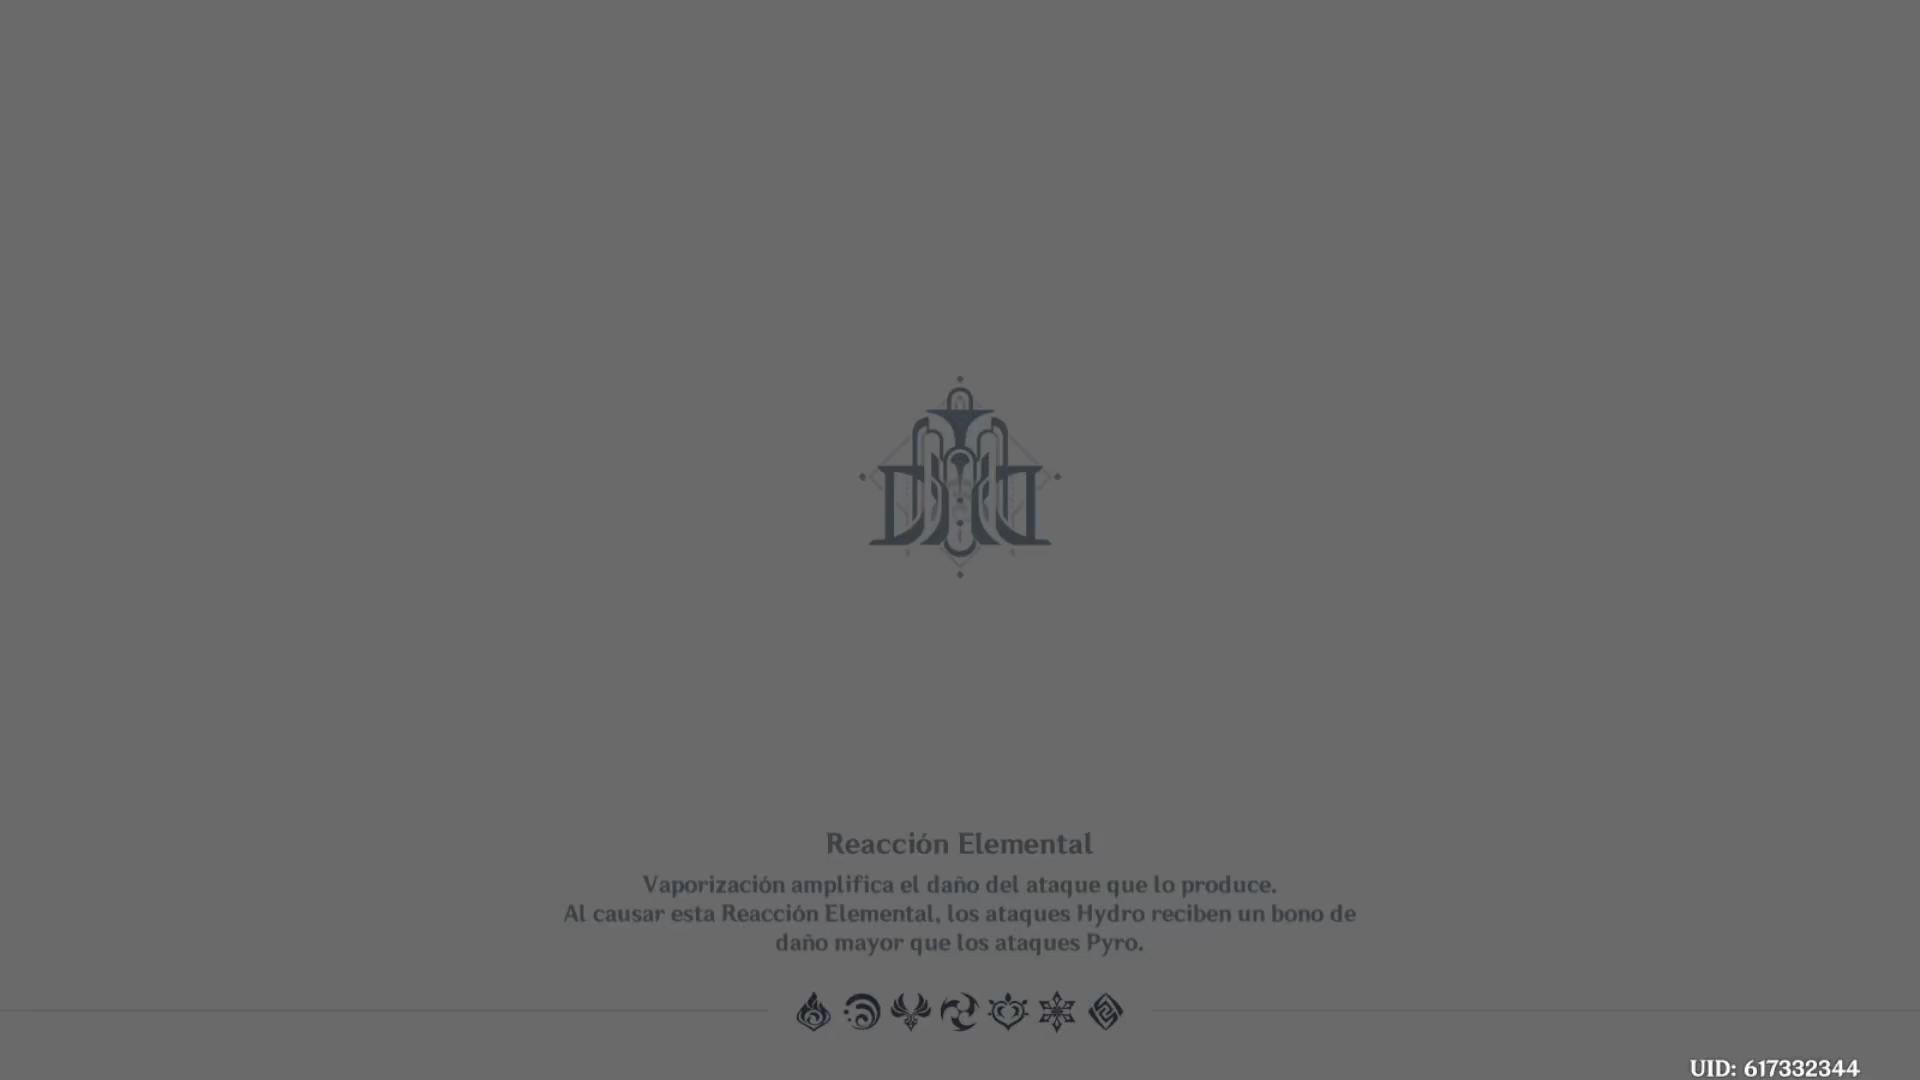 Reacción Elemental
Vaporización amplifica el daño del ataque que lo produce.
Al causar esta Reacción Elemental, los ataques Hydro reciben un bono de
daño mayor que los ataques Pyro.
UID: 617332344